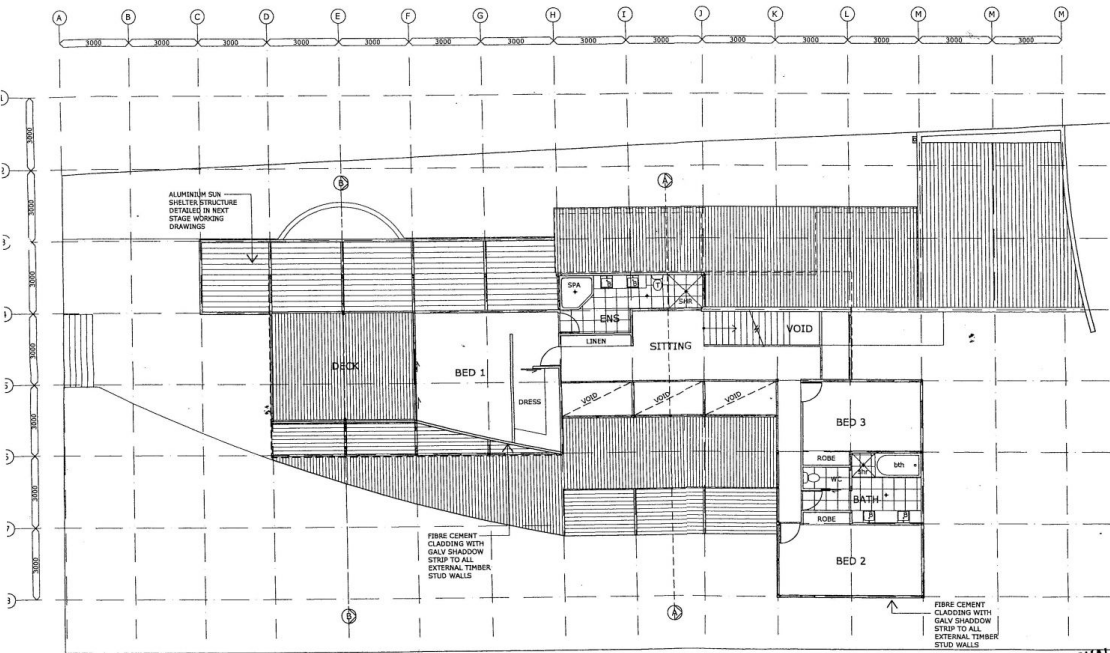 A B C D E F G H I J K L M M M
3000 3000 3000 3000 3000 3000 3000 3000 3000 3000 3000 3000 3000 3000
3000
2
B
B
A
ALUMINIUM SUN
SHELTER STRUCTURE
DETAILED IN NEXT
STAGE WORKING
DRAWINGS
3000
3
SPA
B
B
T
SHR
3000
ENS
4
LINEN
SITTING
VOID
DECK
BED 1
3000
5
DRESS
VOID
VOID
VOID
BED 3
3000
6
ROBE
shr
bth
WC
3000
BATH
7
ROBE
B
B
FIBRE CEMENT
CLADDING WITH
GALV SHADDOW
STRIP TO ALL
EXTERNAL TIMBER
STUD WALLS
3000
BED 2
B
A
FIBRE CEMENT
CLADDING WITH
GALV SHADDOW
STRIP TO ALL
EXTERNAL TIMBER
STUD WALLS